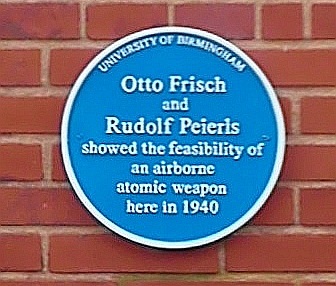 UNIVERSITY OF BIRMINGHAM
Otto Frisch
and
Rudolf Peierls
showed the feasibility of
an airborne
atomic weapon
here in 1940